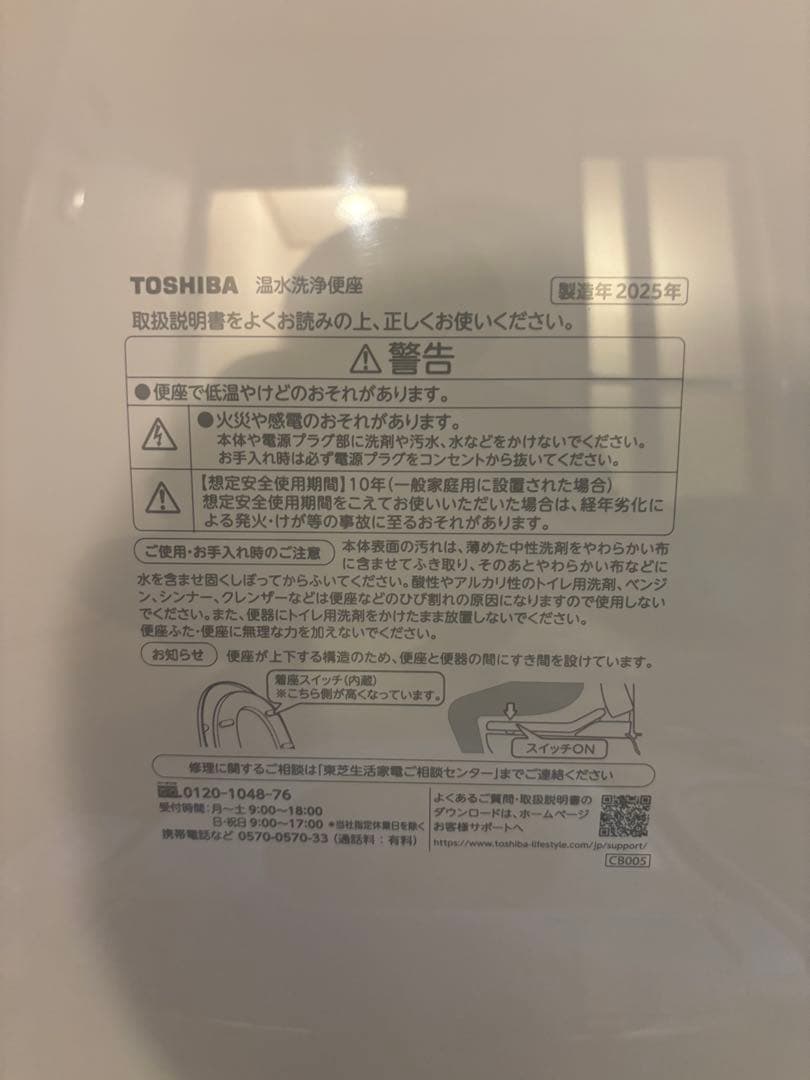 TOSHIBA 温水洗浄便座
製造年 2025年
取扱説明書をよくお読みの上、正しくお使いください。
警告
●便座で低温やけどのおそれがあります。
●火災や感電のおそれがあります。
本体や電源プラグ部に洗剤や汚水、水などをかけないでください。
お手入れ時は必ず電源プラグをコンセントから抜いてください。
【想定安全使用期間】10年(一般家庭用に設置された場合)
想定安全使用期間をこえてお使いいただいた場合は、経年劣化に
よる発火・けが等の事故に至るおそれがあります。
ご使用・お手入れ時のご注意 本体表面の汚れは、薄めた中性洗剤をやわらかい布
に含ませてふき取り、そのあとやわらかい布などに
水を含ませ固くしぼってからふいてください。酸性やアルカリ性のトイレ用洗剤、ベンジ
ン、シンナー、クレンザーなどは便座などのひび割れの原因になりますので使用しない
でください。また、便器にトイレ用洗剤をかけたまま放置しないでください。
便座ふた・便座に無理な力を加えないでください。
お知らせ 便座が上下する構造のため、便座と便器の間にすき間を設けています。
着座スイッチ(内蔵)
※こちら側が高くなっています。
スイッチON
修理に関するご相談は「東芝生活家電ご相談センター」までご連絡ください
0120-1048-76
受付時間:月〜土 9:00〜18:00
日・祝日 9:00〜17:00 *当社指定休業日を除く
携帯電話など 0570-0570-33 (通話料:有料)
よくあるご質問・取扱説明書の
ダウンロードは、ホームページ
お客様サポートへ
https://www.toshiba-lifestyle.com/jp/support/
CB005